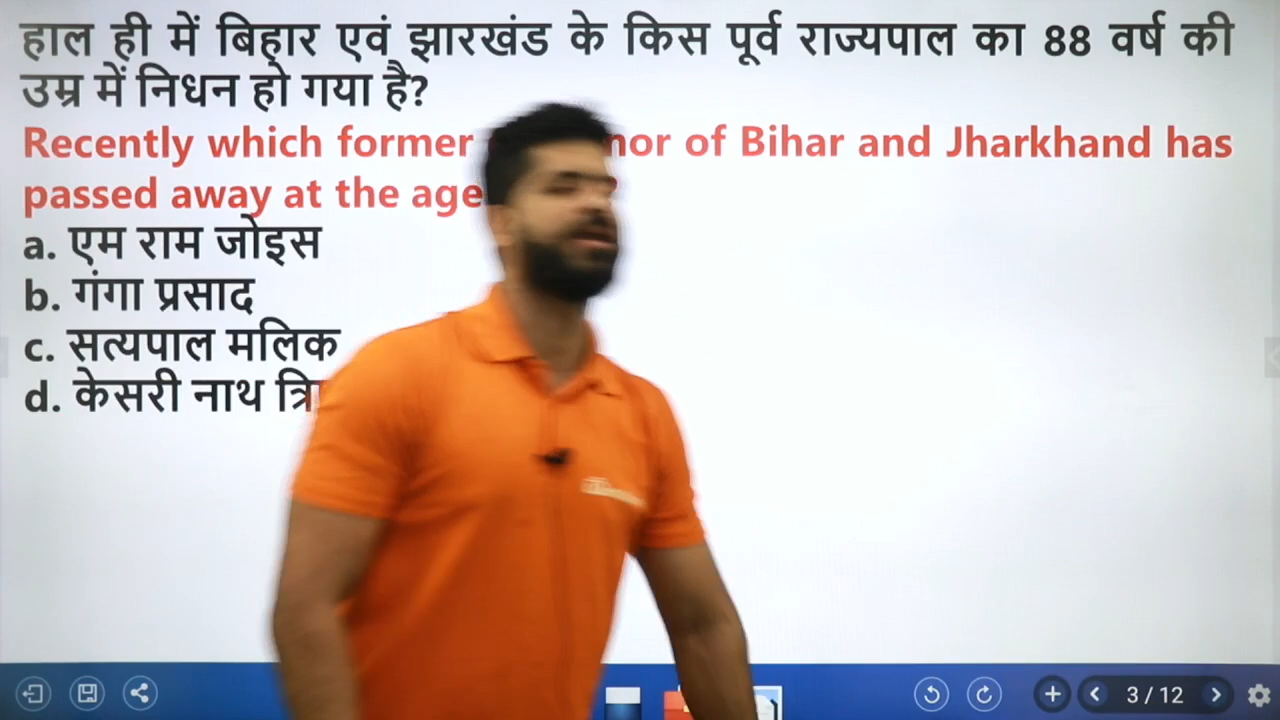 हाल ही में बिहार एवं झारखंड के किस पूर्व राज्यपाल का 88 वर्ष की
उम्र में निधन हो गया है?
Recently which former of Bihar and Jharkhand has
passed away at the age
a. एम राम जोइस
b. गंगा प्रसाद
c. सत्यपाल मलिक
d. केसरी नाथ
3 / 12